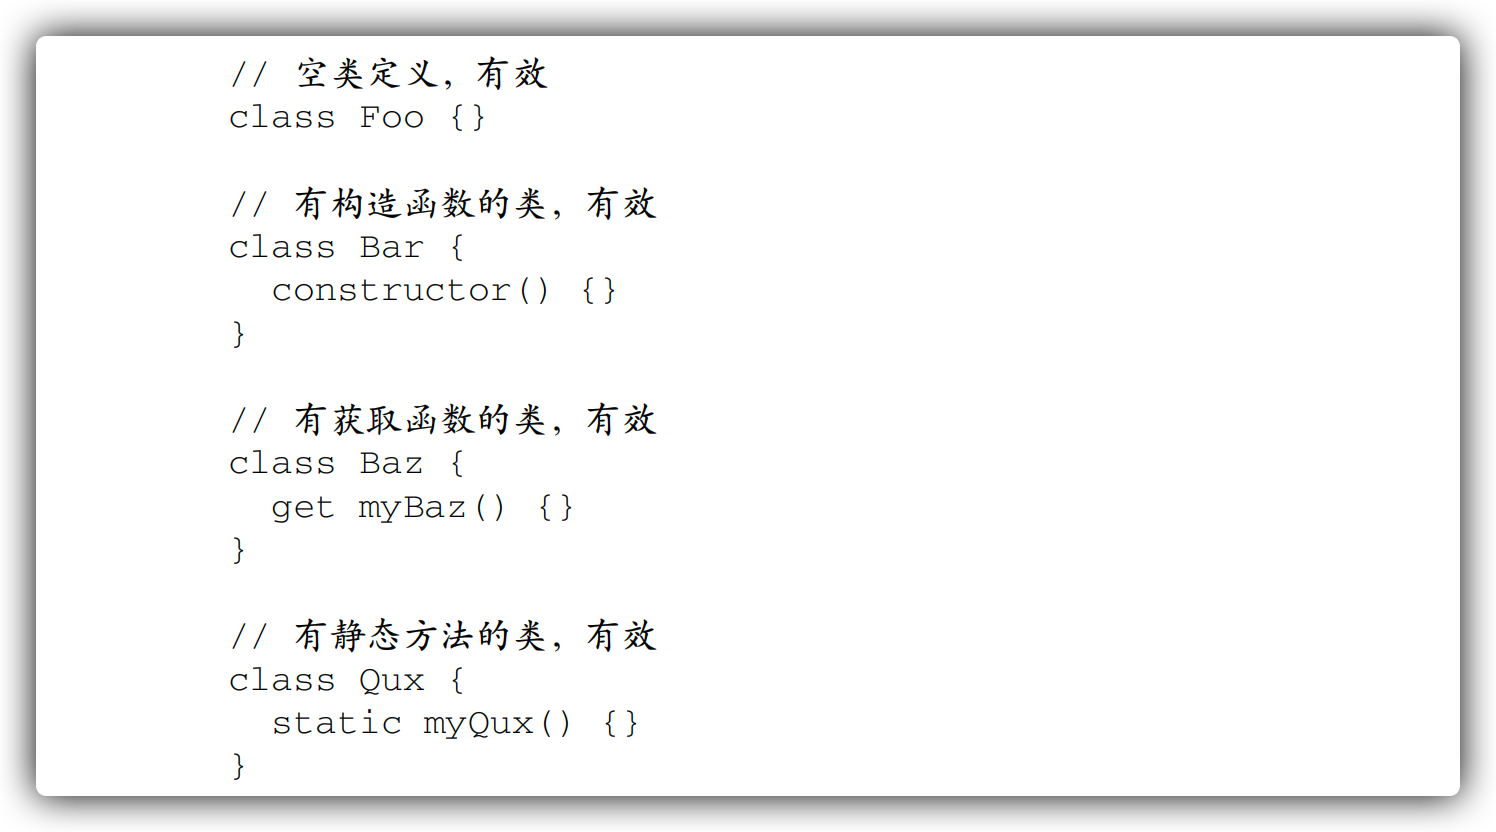 // 空类定义，有效
class Foo {}
// 有构造函数的类，有效
class Bar {
  constructor() {}
}
// 有获取函数的类，有效
class Baz {
  get myBaz() {}
}
// 有静态方法的类，有效
class Qux {
  static myQux() {}
}